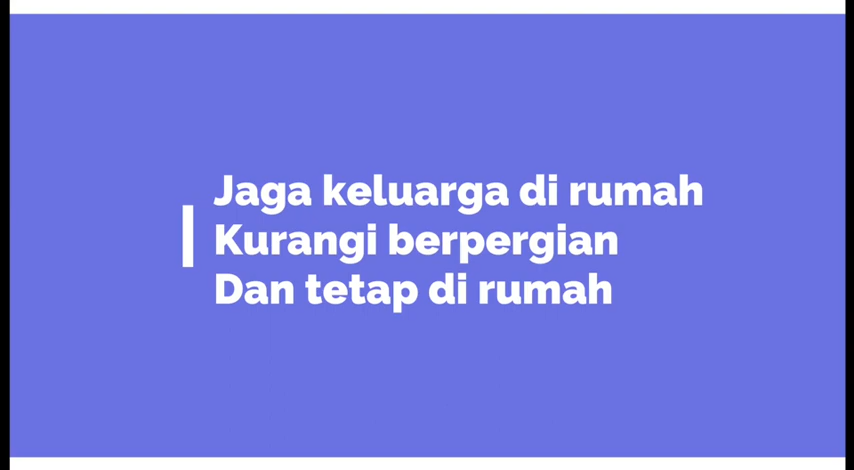 Jaga keluarga di rumah
Kurangi berpergian
Dan tetap di rumah